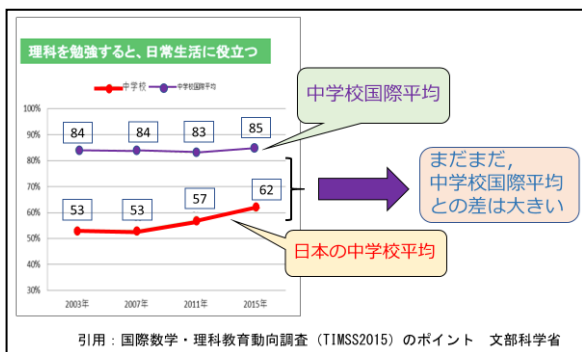 理科を勉強すると、日常生活に役立つ
中学校 中学校国際平均
中学校国際平均
100%
90%
80%
70%
60%
50%
40%
30%
84 84 83 85
53 53 57 62
2003年 2007年 2011年 2015年
まだまだ,
中学校国際平均
との差は大きい
日本の中学校平均
引用：国際数学・理科教育動向調査（TIMSS2015）のポイント 文部科学省